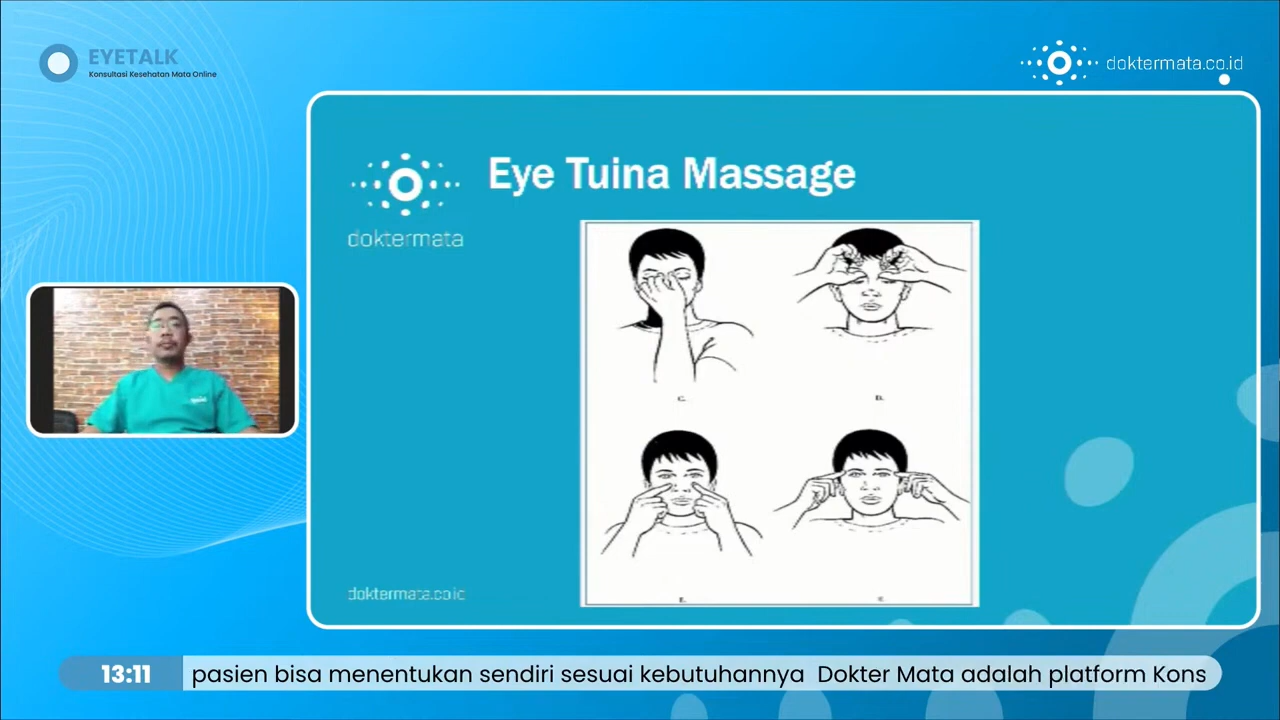 EYETALK
Konsultasi Kesehatan Mata Online
doktermata.co.id
Eye Tuina Massage
doktermata
C.
D.
E.
doktermata.co.id
13:11
pasien bisa menentukan sendiri sesuai kebutuhannya Dokter Mata adalah platform Kons